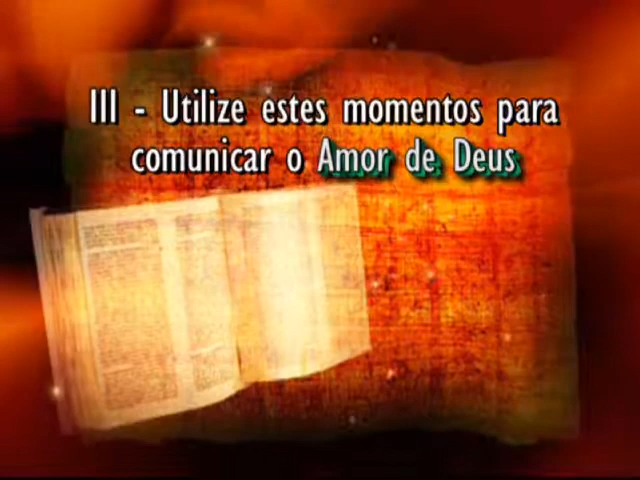 III - Utilize estes momentos para
comunicar o Amor de Deus